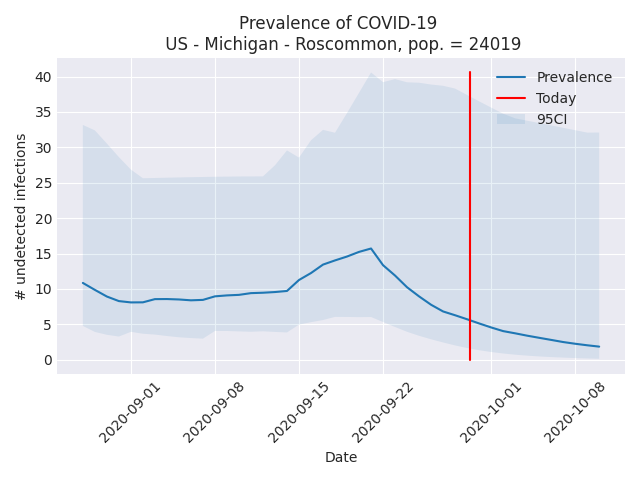 Prevalence of COVID-19
US - Michigan - Roscommon, pop. = 24019
# undetected infections
40
35
30
25
20
15
10
5
0
Prevalence
Today
95CI
2020-09-01
2020-09-08
2020-09-15
2020-09-22
2020-10-01
2020-10-08
Date